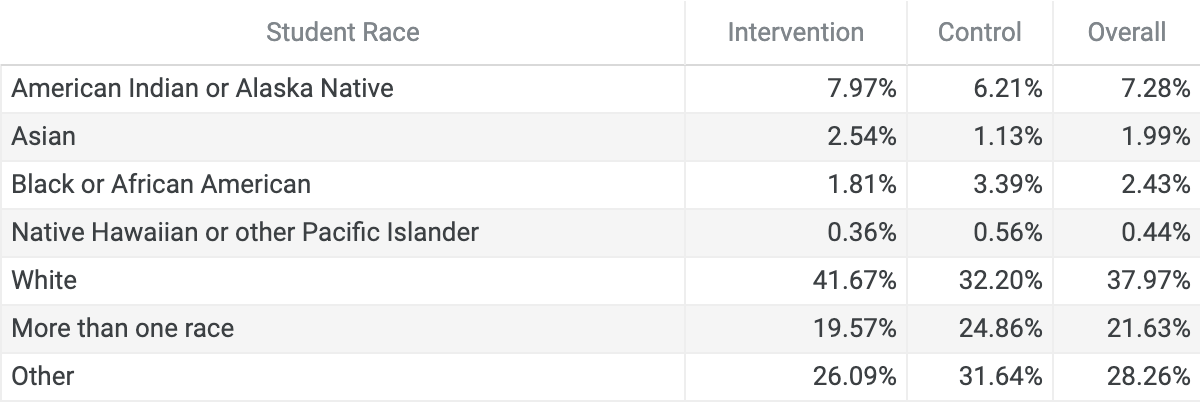 Student Race Intervention Control Overall
American Indian or Alaska Native 7.97% 6.21% 7.28%
Asian 2.54% 1.13% 1.99%
Black or African American 1.81% 3.39% 2.43%
Native Hawaiian or other Pacific Islander 0.36% 0.56% 0.44%
White 41.67% 32.20% 37.97%
More than one race 19.57% 24.86% 21.63%
Other 26.09% 31.64% 28.26%